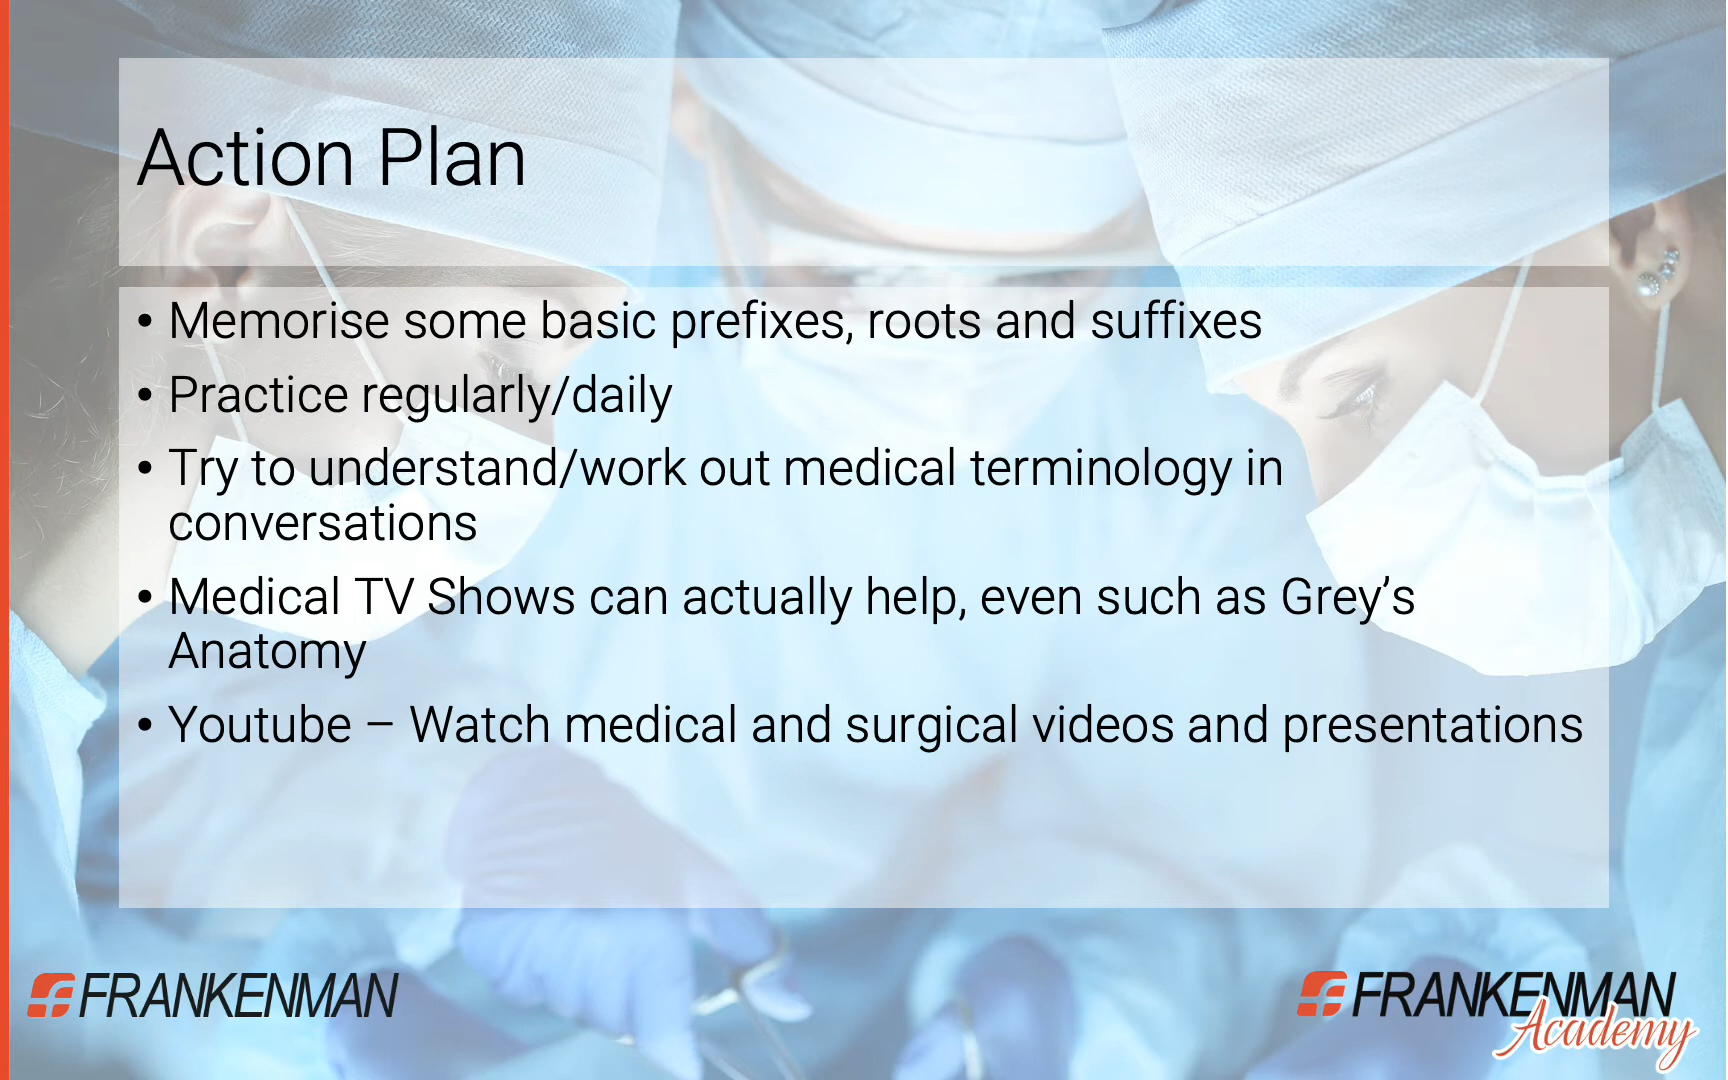 Action Plan
• Memorise some basic prefixes, roots and suffixes
• Practice regularly/daily
• Try to understand/work out medical terminology in
conversations
• Medical TV Shows can actually help, even such as Grey’s
Anatomy
• Youtube – Watch medical and surgical videos and presentations
FRANKENMAN
FRANKENMAN
Academy